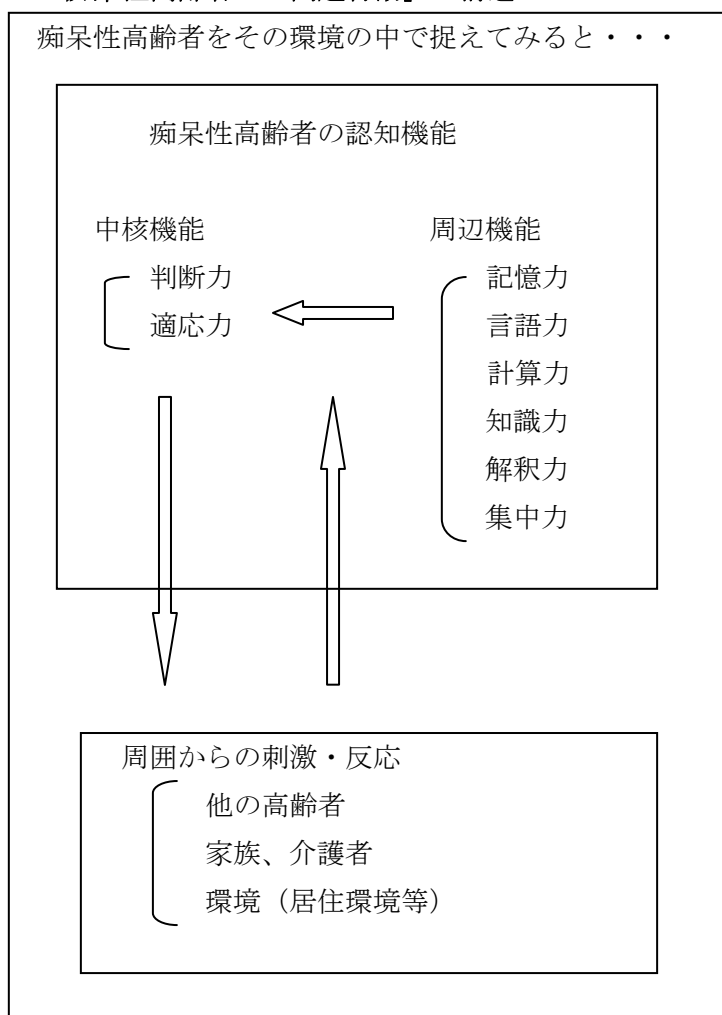 痴呆性高齢者をその環境の中で捉えてみると・・・
痴呆性高齢者の認知機能
中核機能
判断力
適応力
周辺機能
記憶力
言語力
計算力
知識力
解釈力
集中力
周囲からの刺激・反応
他の高齢者
家族、介護者
環境（居住環境等）